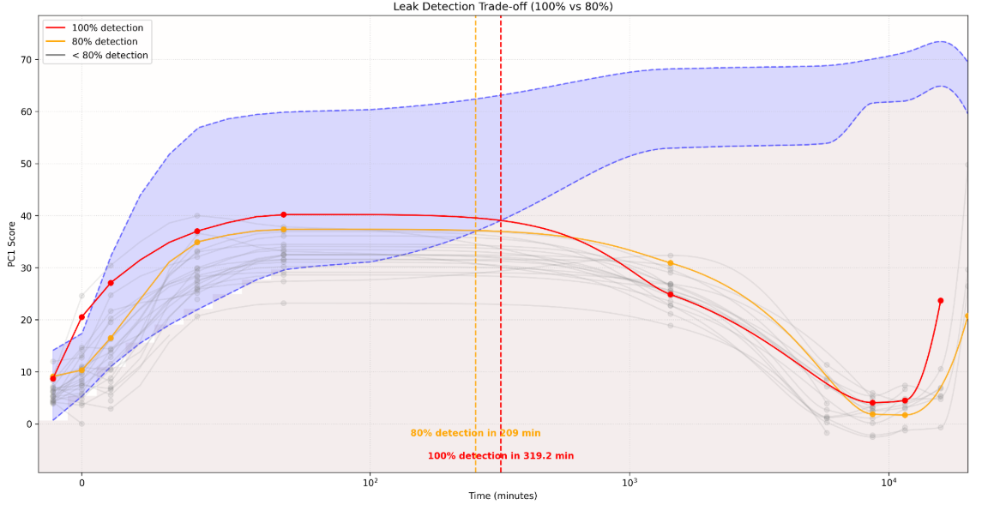 Leak Detection Trade-off (100% vs 80%)
100% detection
80% detection
< 80% detection
PC1 Score
70
60
50
40
30
20
10
0
80% detection in 209 min
100% detection in 319.2 min
0
10²
10³
10⁴
Time (minutes)